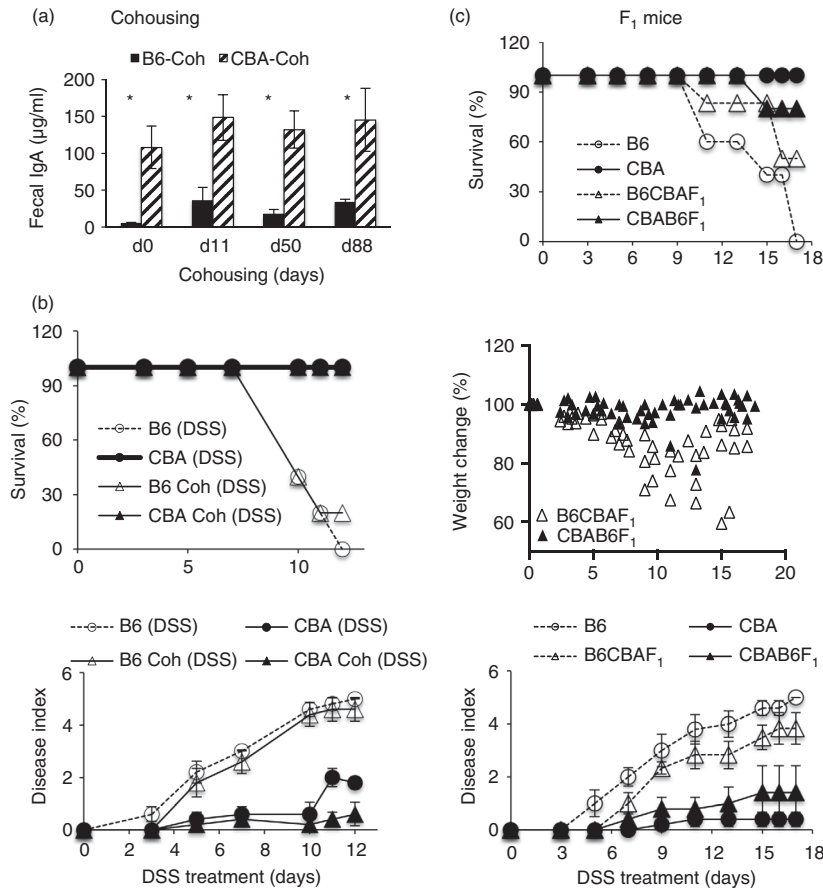 (a)
Cohousing
B6-Coh
CBA-Coh
Fecal IgA (µg/ml)
200
150
100
50
0
*
*
*
*
d0
d11
d50
d88
Cohousing (days)
(b)
Survival (%)
120
90
60
30
0
B6 (DSS)
CBA (DSS)
B6 Coh (DSS)
CBA Coh (DSS)
0
5
10
B6 (DSS)
CBA (DSS)
B6 Coh (DSS)
CBA Coh (DSS)
Disease index
6
4
2
0
0
2
4
6
8
10
12
DSS treatment (days)
(c)
F₁ mice
Survival (%)
120
90
60
30
0
B6
CBA
B6CBAF₁
CBAB6F₁
0
3
6
9
12
15
18
Weight change (%)
120
100
80
60
B6CBAF₁
CBAB6F₁
0
5
10
15
20
B6
CBA
B6CBAF₁
CBAB6F₁
Disease index
6
4
2
0
0
3
6
9
12
15
18
DSS treatment (days)